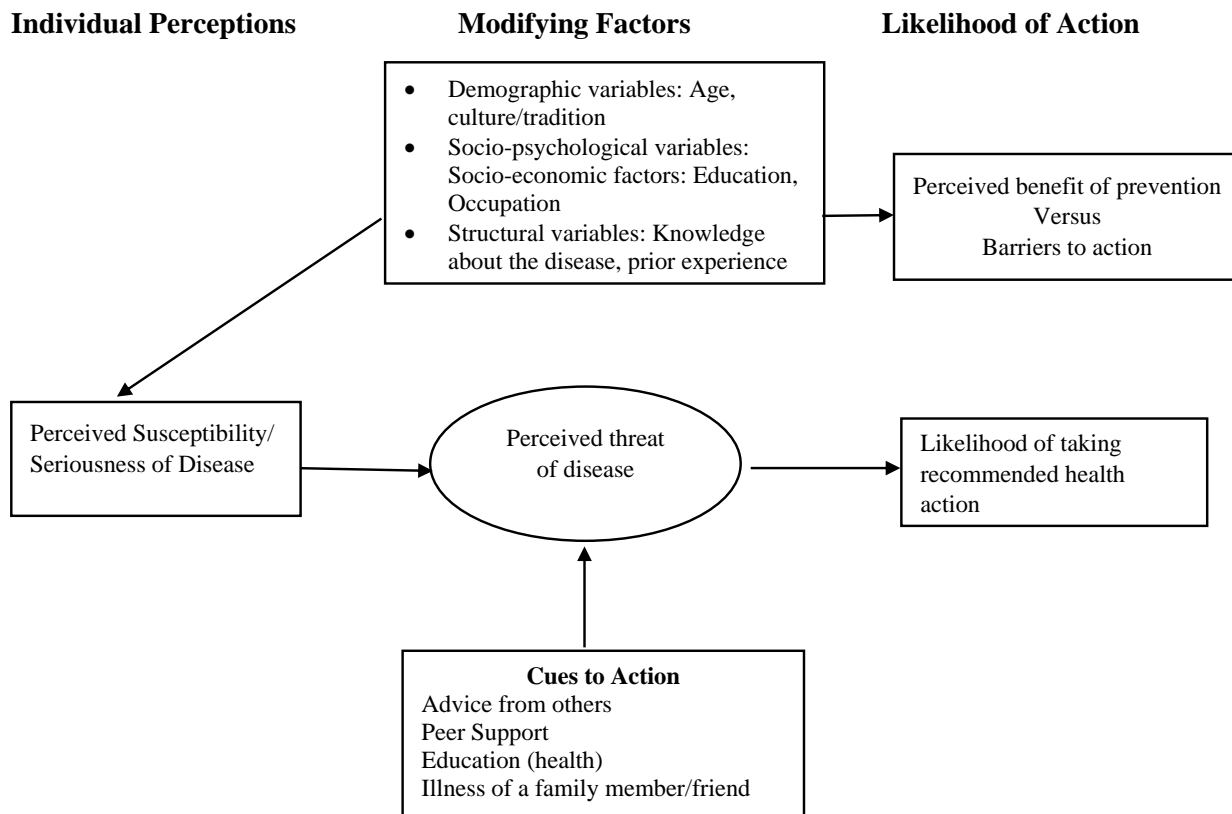 Individual Perceptions
Modifying Factors
Likelihood of Action
• Demographic variables: Age,
culture/tradition
• Socio-psychological variables:
Socio-economic factors: Education,
Occupation
• Structural variables: Knowledge
about the disease, prior experience
Perceived benefit of prevention
Versus
Barriers to action
Perceived Susceptibility/
Seriousness of Disease
Perceived threat
of disease
Likelihood of taking
recommended health
action
Cues to Action
Advice from others
Peer Support
Education (health)
Illness of a family member/friend